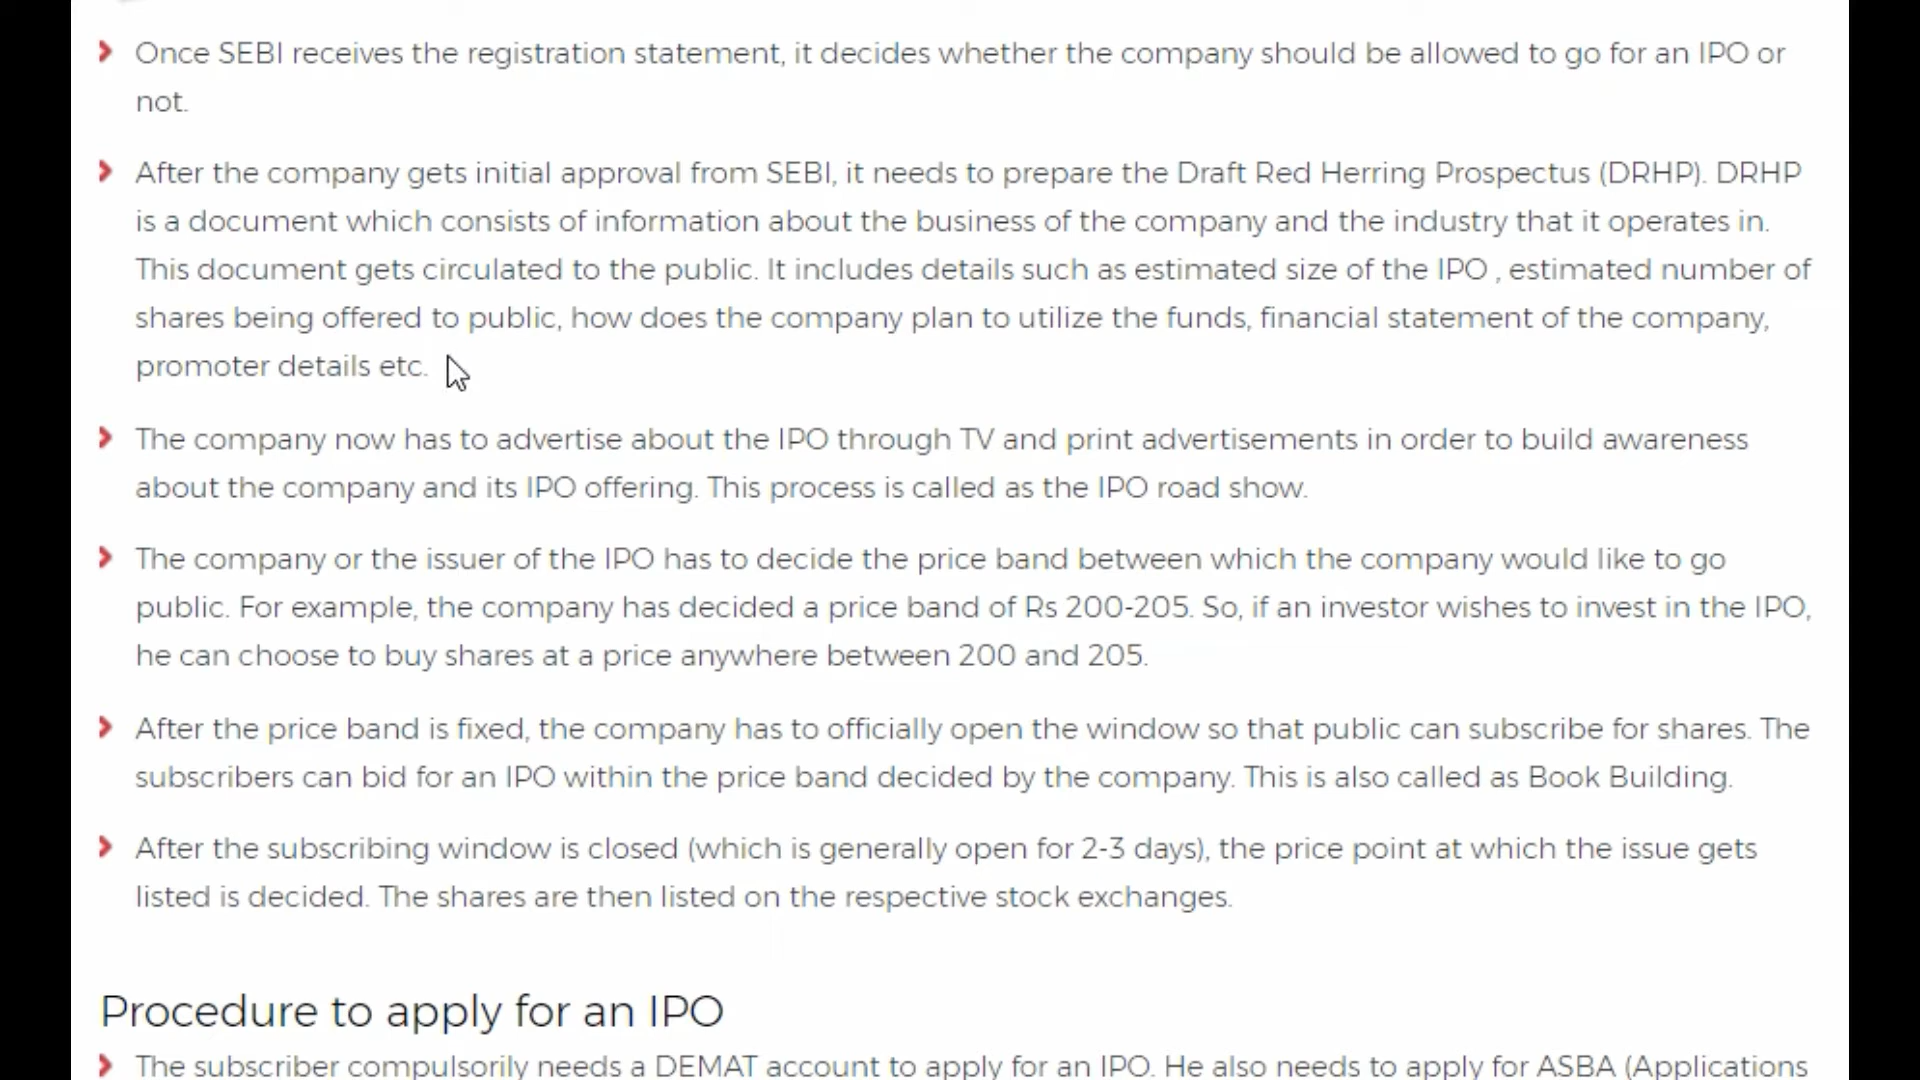 Once SEBI receives the registration statement, it decides whether the company should be allowed to go for an IPO or
not.
After the company gets initial approval from SEBI, it needs to prepare the Draft Red Herring Prospectus (DRHP). DRHP
is a document which consists of information about the business of the company and the industry that it operates in.
This document gets circulated to the public. It includes details such as estimated size of the IPO , estimated number of
shares being offered to public, how does the company plan to utilize the funds, financial statement of the company,
promoter details etc.
The company now has to advertise about the IPO through TV and print advertisements in order to build awareness
about the company and its IPO offering. This process is called as the IPO road show.
The company or the issuer of the IPO has to decide the price band between which the company would like to go
public. For example, the company has decided a price band of Rs 200-205. So, if an investor wishes to invest in the IPO,
he can choose to buy shares at a price anywhere between 200 and 205.
After the price band is fixed, the company has to officially open the window so that public can subscribe for shares. The
subscribers can bid for an IPO within the price band decided by the company. This is also called as Book Building.
After the subscribing window is closed (which is generally open for 2-3 days), the price point at which the issue gets
listed is decided. The shares are then listed on the respective stock exchanges.
Procedure to apply for an IPO
The subscriber compulsorily needs a DEMAT account to apply for an IPO. He also needs to apply for ASBA (Applications